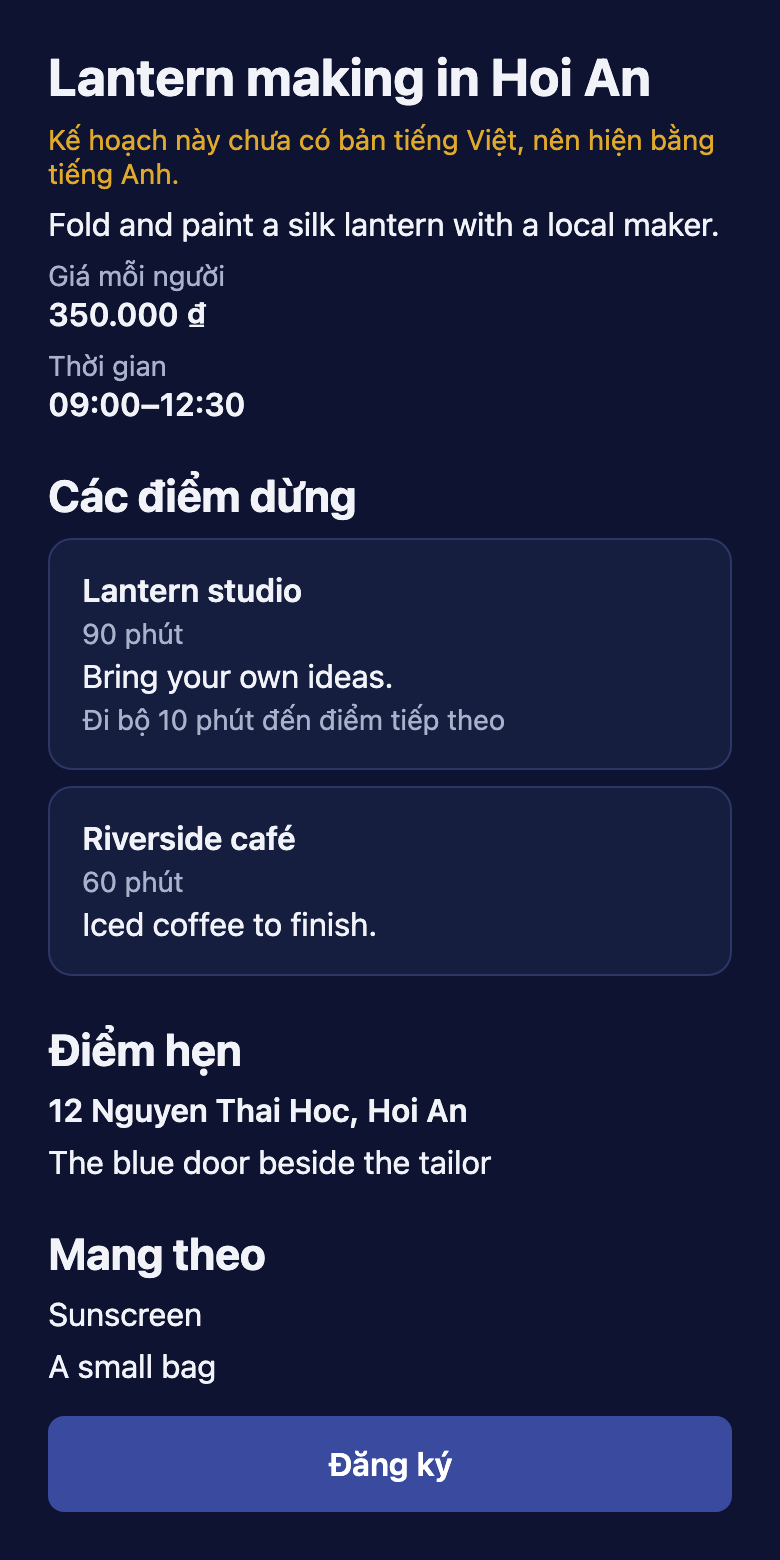 Lantern making in Hoi An
Kế hoạch này chưa có bản tiếng Việt, nên hiện bằng
tiếng Anh.
Fold and paint a silk lantern with a local maker.
Giá mỗi người
350.000 ₫
Thời gian
09:00–12:30
Các điểm dừng
Lantern studio
90 phút
Bring your own ideas.
Đi bộ 10 phút đến điểm tiếp theo
Riverside café
60 phút
Iced coffee to finish.
Điểm hẹn
12 Nguyen Thai Hoc, Hoi An
The blue door beside the tailor
Mang theo
Sunscreen
A small bag
Đăng ký